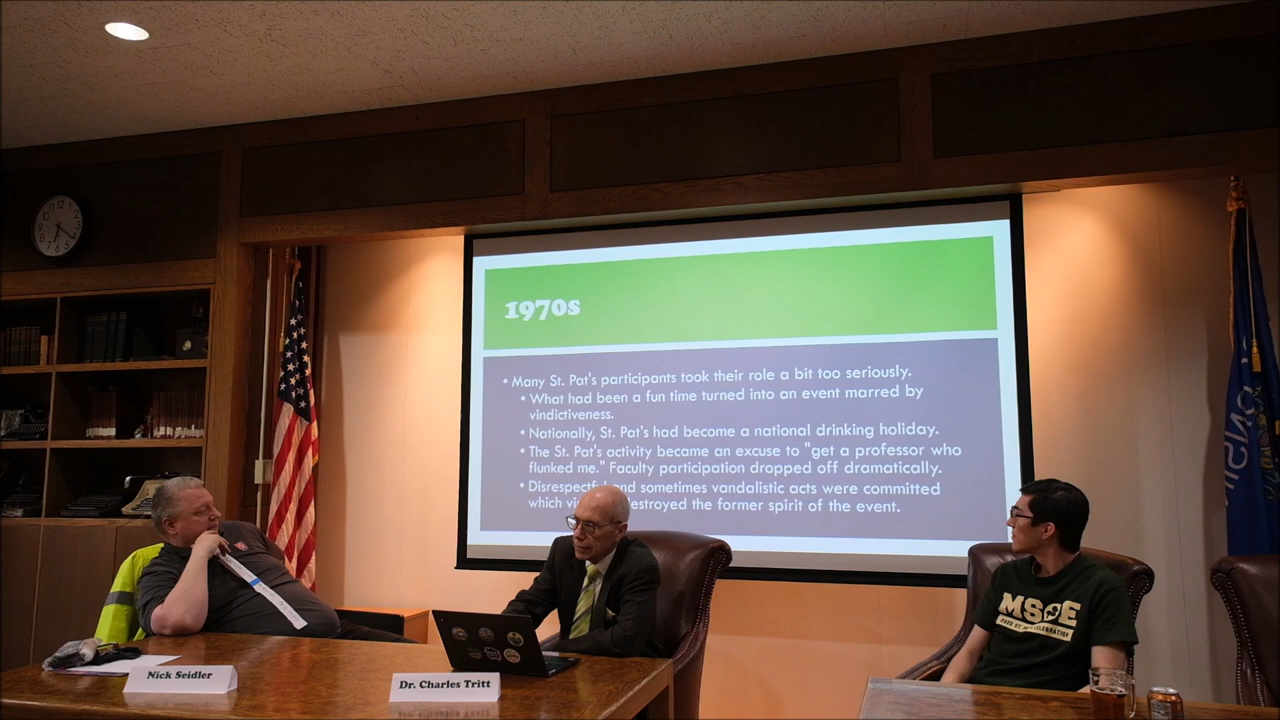 1970s
• Many St. Pat's participants took their role a bit too seriously.
• What had been a fun time turned into an event marred by
vindictiveness.
• Nationally, St. Pat's had become a national drinking holiday.
• The St. Pat's activity became an excuse to "get a professor who
flunked me." Faculty participation dropped off dramatically.
• Disrespectful and sometimes vandalistic acts were committed
which destroyed the former spirit of the event.
MSOE
Nick Seidler
Dr. Charles Tritt